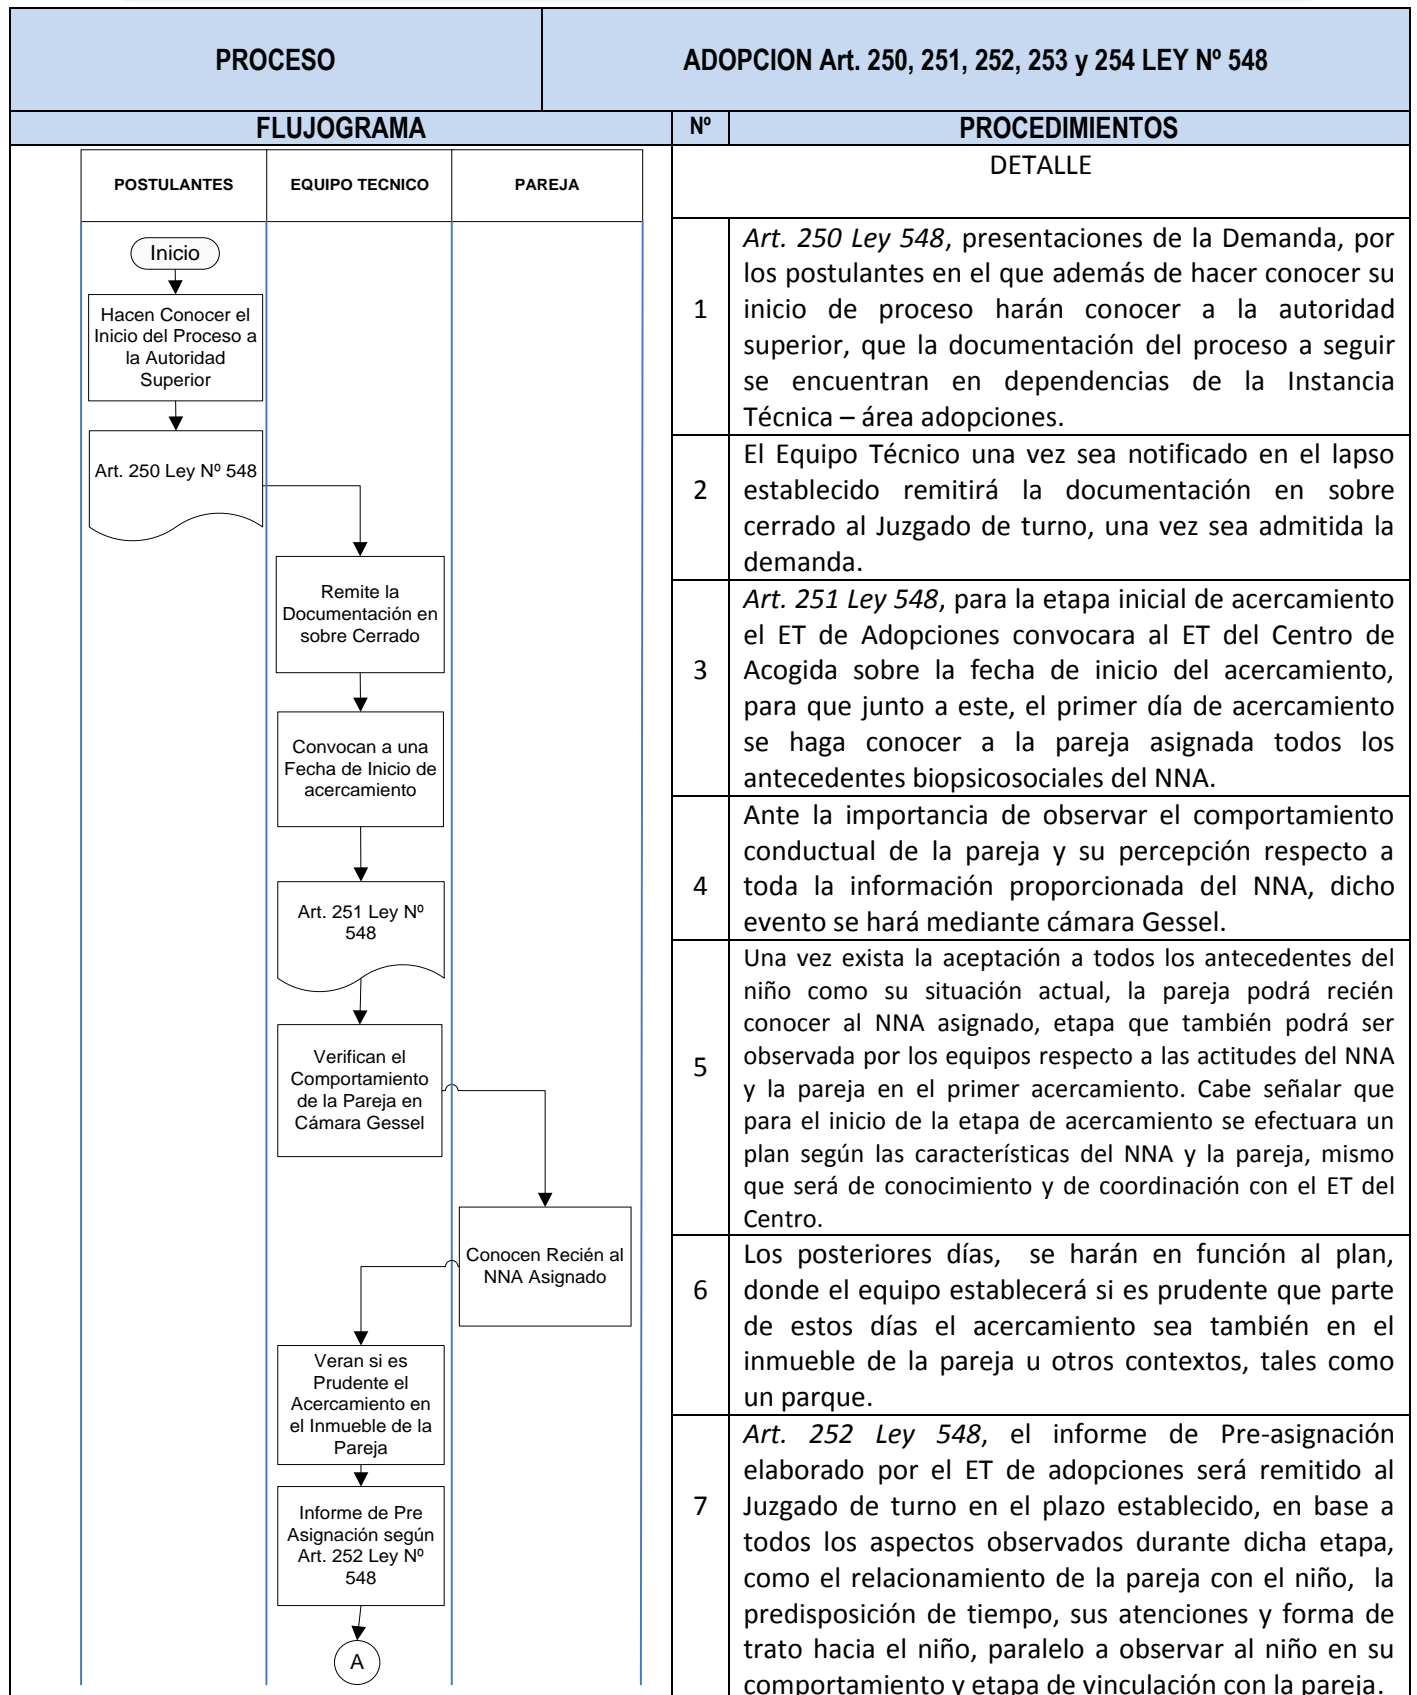 PROCESO
ADOPCION Art. 250, 251, 252, 253 y 254 LEY Nº 548
FLUJOGRAMA
Nº
PROCEDIMIENTOS
POSTULANTES
EQUIPO TECNICO
PAREJA
Inicio
Hacen Conocer el
Inicio del Proceso a
la Autoridad
Superior
Art. 250 Ley Nº 548
Remite la
Documentación en
sobre Cerrado
Convocan a una
Fecha de Inicio de
acercamiento
Art. 251 Ley Nº
548
Verifican el
Comportamiento
de la Pareja en
Cámara Gessel
Conocen Recién al
NNA Asignado
Veran si es
Prudente el
Acercamiento en
el Inmueble de la
Pareja
Informe de Pre
Asignación según
Art. 252 Ley Nº
548
A
DETALLE
1
Art. 250 Ley 548, presentaciones de la Demanda, por
los postulantes en el que además de hacer conocer su
inicio de proceso harán conocer a la autoridad
superior, que la documentación del proceso a seguir
se encuentran en dependencias de la Instancia
Técnica – área adopciones.
2
El Equipo Técnico una vez sea notificado en el lapso
establecido remitirá la documentación en sobre
cerrado al Juzgado de turno, una vez sea admitida la
demanda.
3
Art. 251 Ley 548, para la etapa inicial de acercamiento
el ET de Adopciones convocara al ET del Centro de
Acogida sobre la fecha de inicio del acercamiento,
para que junto a este, el primer día de acercamiento
se haga conocer a la pareja asignada todos los
antecedentes biopsicosociales del NNA.
4
Ante la importancia de observar el comportamiento
conductual de la pareja y su percepción respecto a
toda la información proporcionada del NNA, dicho
evento se hará mediante cámara Gessel.
5
Una vez exista la aceptación a todos los antecedentes del
niño como su situación actual, la pareja podrá recién
conocer al NNA asignado, etapa que también podrá ser
observada por los equipos respecto a las actitudes del NNA
y la pareja en el primer acercamiento. Cabe señalar que
para el inicio de la etapa de acercamiento se efectuara un
plan según las características del NNA y la pareja, mismo
que será de conocimiento y de coordinación con el ET del
Centro.
6
Los posteriores días, se harán en función al plan,
donde el equipo establecerá si es prudente que parte
de estos días el acercamiento sea también en el
inmueble de la pareja u otros contextos, tales como
un parque.
7
Art. 252 Ley 548, el informe de Pre-asignación
elaborado por el ET de adopciones será remitido al
Juzgado de turno en el plazo establecido, en base a
todos los aspectos observados durante dicha etapa,
como el relacionamiento de la pareja con el niño, la
predisposición de tiempo, sus atenciones y forma de
trato hacia el niño, paralelo a observar al niño en su
comportamiento y etapa de vinculación con la pareja.